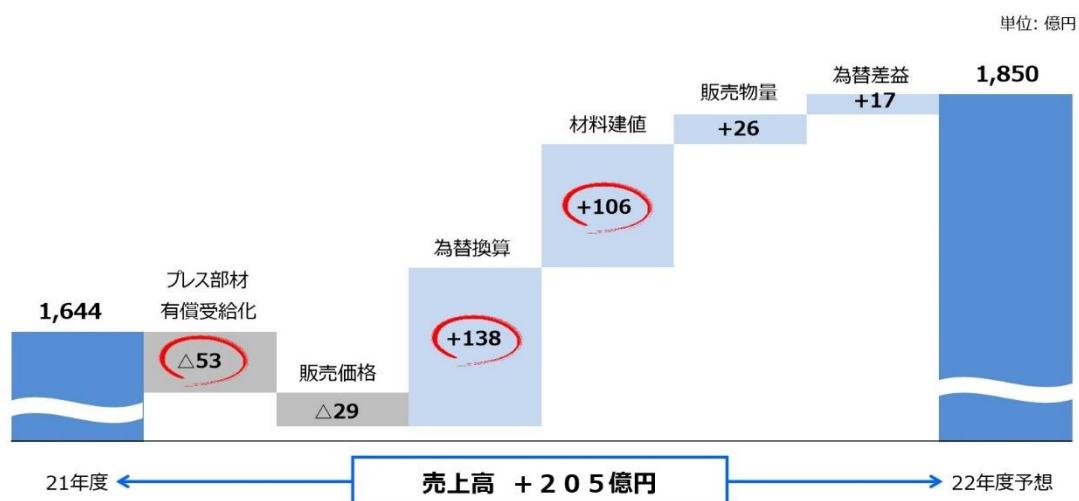 単位: 億円
1,644
プレス部材
有償受給化
△53
販売価格
△29
為替換算
+138
材料建値
+106
販売物量
+26
為替差益
+17
1,850
21年度
売上高 +205億円
22年度予想